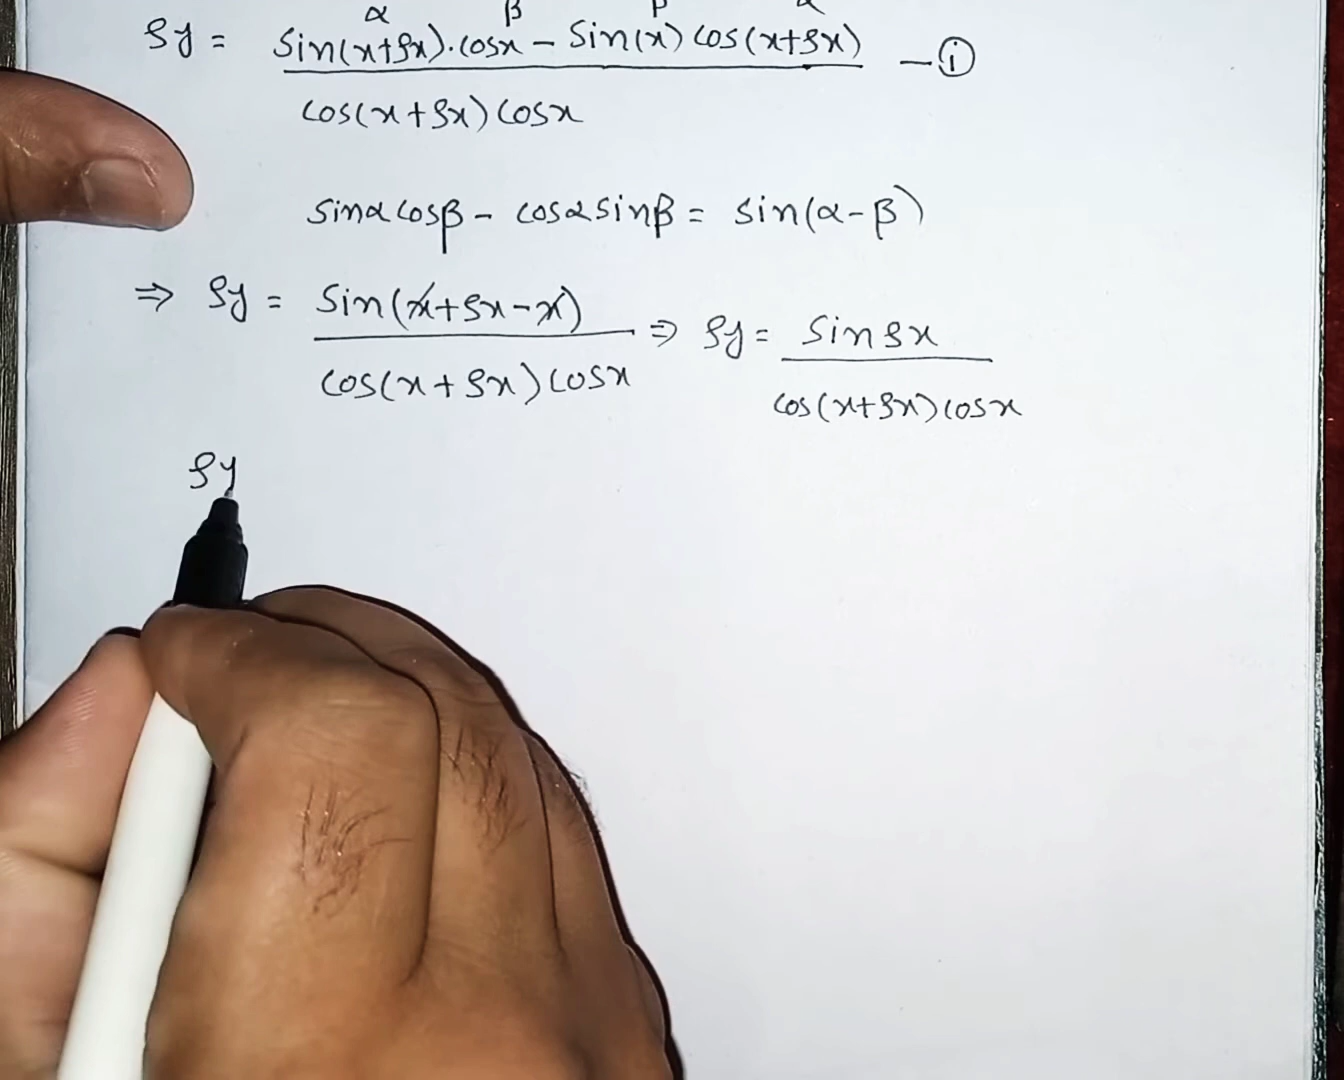 α β β α
δy = sin(x+δx).cosx − sin(x) cos(x+δx) —(i)
cos(x+δx) cosx
sinα cosβ − cosα sinβ = sin(α−β)
⇒ δy = sin(x+δx−x) ⇒ δy = sinδx
cos(x+δx) cosx cos(x+δx) cosx
δy